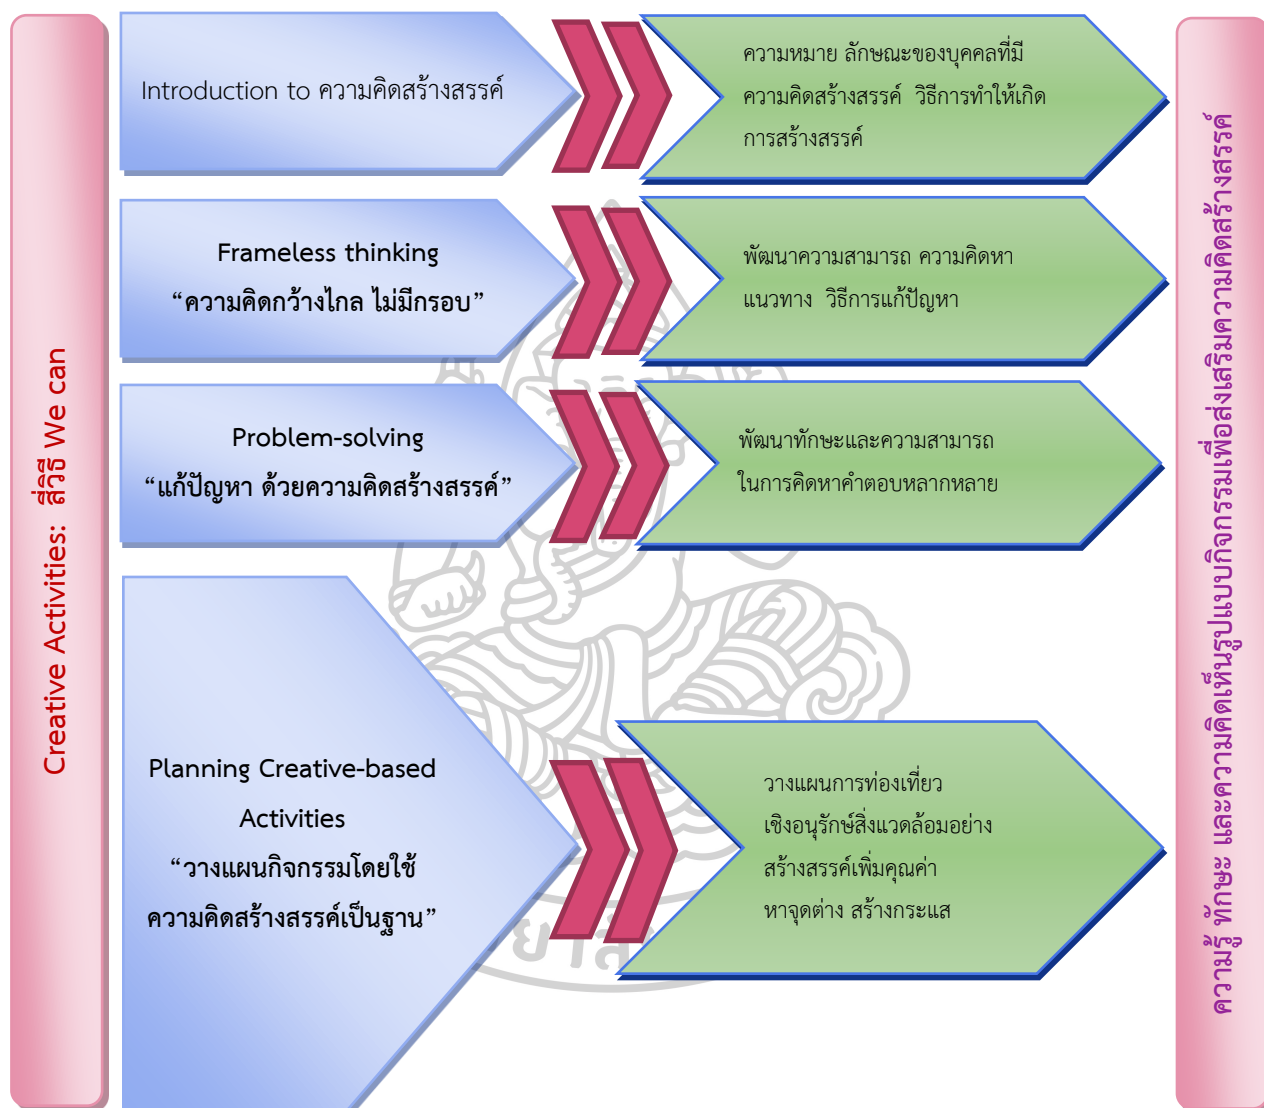 Creative Activities: สี่วิธี We can
Introduction to ความคิดสร้างสรรค์
ความหมาย ลักษณะของบุคคลที่มี
ความคิดสร้างสรรค์ วิธีการทำให้เกิด
การสร้างสรรค์
Frameless thinking
“ความคิดกว้างไกล ไม่มีกรอบ”
พัฒนาความสามารถ ความคิดหา
แนวทาง วิธีการแก้ปัญหา
Problem-solving
“แก้ปัญหา ด้วยความคิดสร้างสรรค์”
พัฒนาทักษะและความสามารถ
ในการคิดหาคำตอบหลากหลาย
Planning Creative-based
Activities
“วางแผนกิจกรรมโดยใช้
ความคิดสร้างสรรค์เป็นฐาน”
วางแผนการท่องเที่ยว
เชิงอนุรักษ์สิ่งแวดล้อมอย่าง
สร้างสรรค์เพิ่มคุณค่า
หาจุดต่าง สร้างกระแส
ความรู้ ทักษะ และความคิดเห็นรูปแบบกิจกรรมเพื่อส่งเสริมความคิดสร้างสรรค์